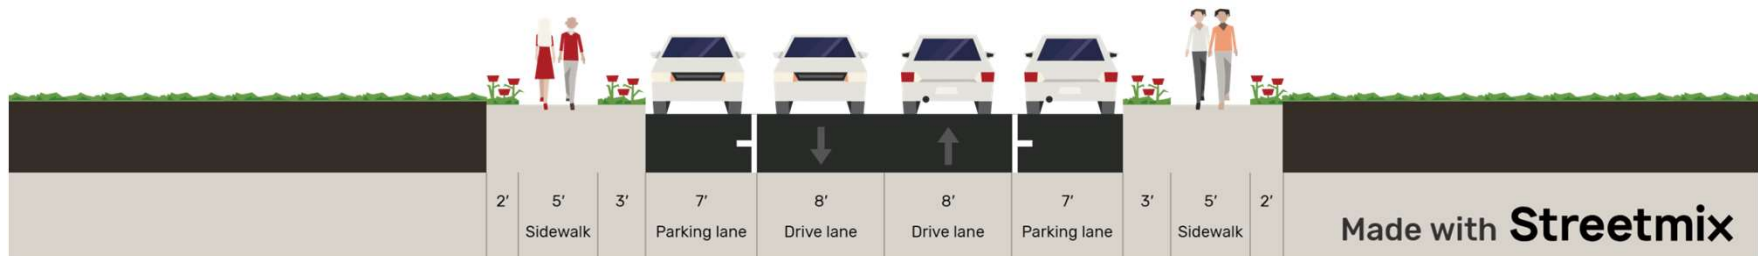 2′ 5′ 3′ 7′ 8′ 8′ 7′ 3′ 5′ 2′
Sidewalk Parking lane Drive lane Drive lane Parking lane Sidewalk
Made with Streetmix